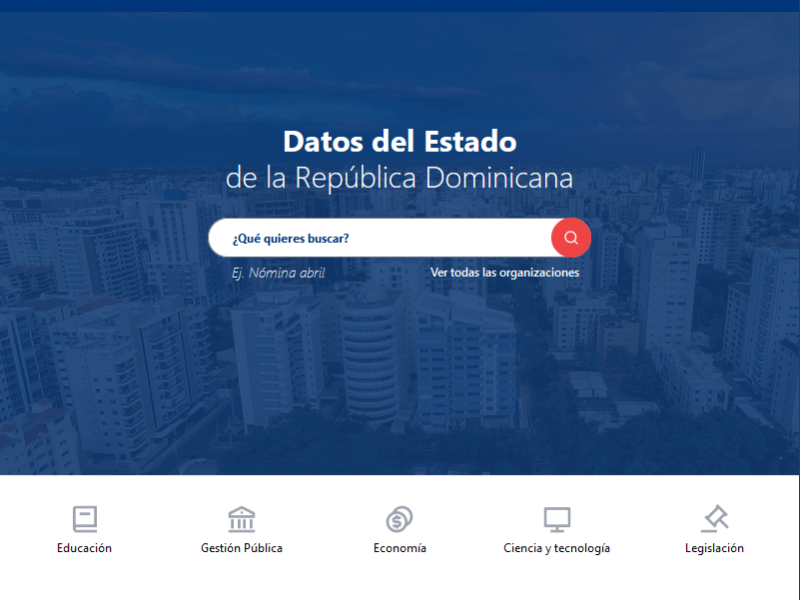 Datos del Estado
de la República Dominicana
¿Qué quieres buscar?
Ej. Nómina abril
Ver todas las organizaciones
Educación
Gestión Pública
Economía
Ciencia y tecnología
Legislación